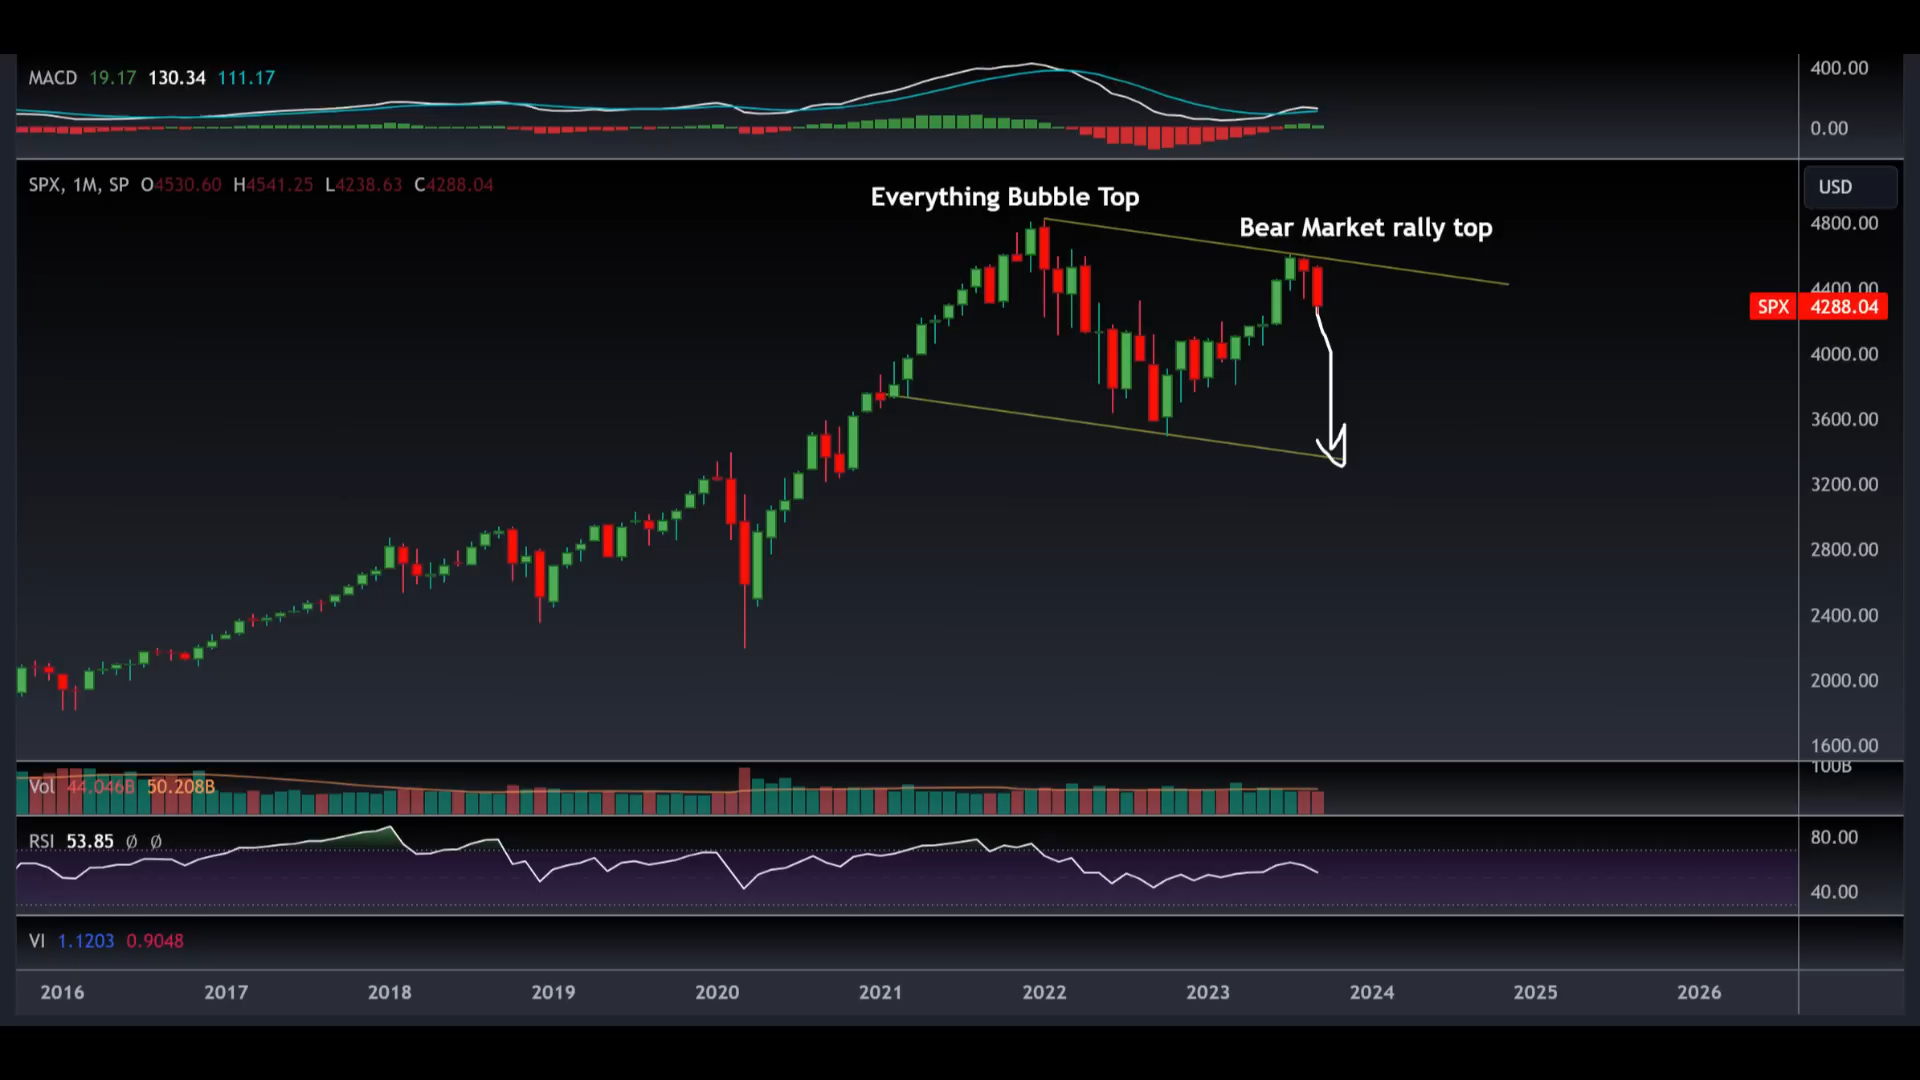 MACD 19.17 130.34 111.17
400.00
0.00
SPX, 1M, SP O4530.60 H4541.25 L4238.63 C4288.04
USD
Everything Bubble Top
Bear Market rally top
4800.00
4400.00
SPX 4288.04
4000.00
3600.00
3200.00
2800.00
2400.00
2000.00
1600.00
100B
Vol 44.046B 50.208B
RSI 53.85 Ø Ø
80.00
40.00
VI 1.1203 0.9048
2016 2017 2018 2019 2020 2021 2022 2023 2024 2025 2026